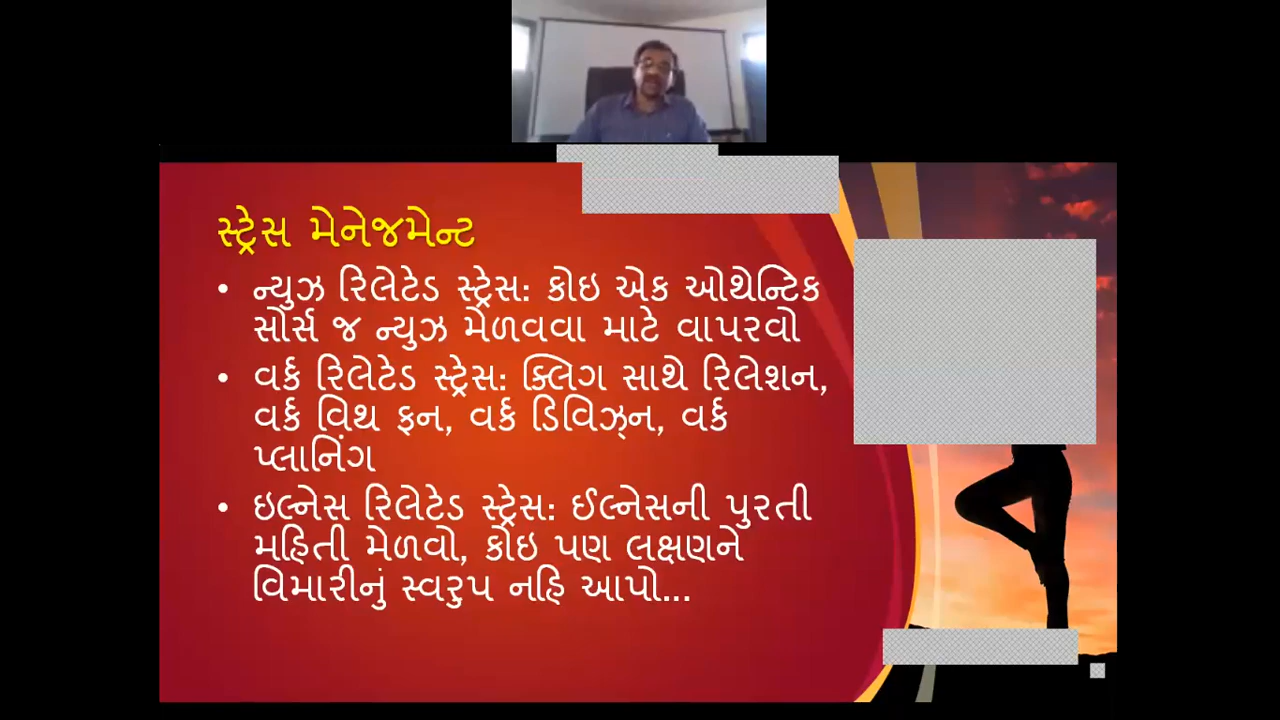 સ્ટ્રેસ મેનેજમેન્ટ
• ન્યુઝ રિલેટેડ સ્ટ્રેસ: કોઇ એક ઓથેન્ટિક
સોર્સ જ ન્યુઝ મેળવવા માટે વાપરવો
• વર્ક રિલેટેડ સ્ટ્રેસ: ક્લિગ સાથે રિલેશન,
વર્ક વિથ ફન, વર્ક ડિવિઝ્ન, વર્ક
પ્લાનિંગ
• ઇલ્નેસ રિલેટેડ સ્ટ્રેસ: ઈલ્નેસની પુરતી
મહિતી મેળવો, કોઇ પણ લક્ષણને
વિમારીનું સ્વરુપ નહિ આપો...